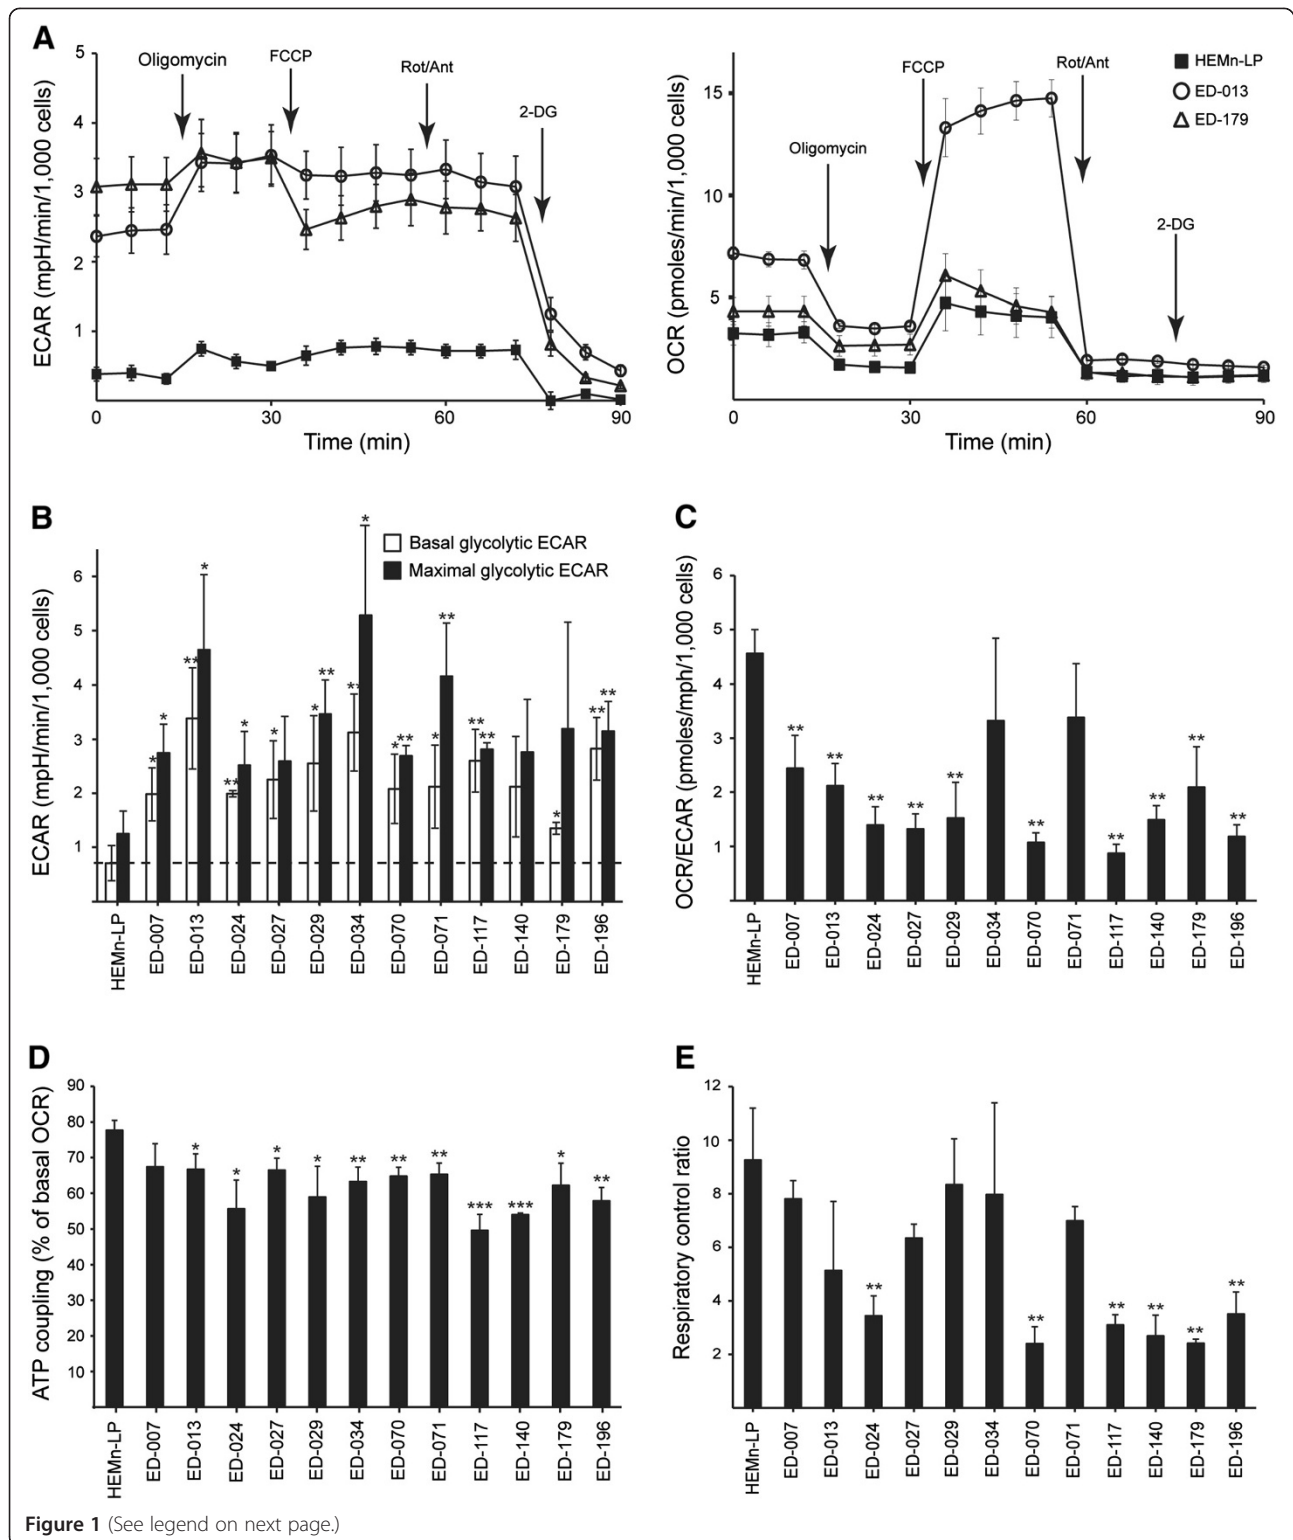 A
ECAR (mpH/min/1,000 cells)
5
4
3
2
1
0
30
60
90
Time (min)
Oligomycin
FCCP
Rot/Ant
2-DG
OCR (pmoles/min/1,000 cells)
15
10
5
0
30
60
90
Time (min)
Oligomycin
FCCP
Rot/Ant
2-DG
HEMn-LP
ED-013
ED-179
B
ECAR (mpH/min/1,000 cells)
6
5
4
3
2
1
Basal glycolytic ECAR
Maximal glycolytic ECAR
* * ** * ** * * * ** ** * * ** * ** ** ** * ** **
HEMn-LP
ED-007
ED-013
ED-024
ED-027
ED-029
ED-034
ED-070
ED-071
ED-117
ED-140
ED-179
ED-196
C
OCR/ECAR (pmoles/mph/1,000 cells)
6
5
4
3
2
1
** ** ** ** ** ** ** ** ** **
HEMn-LP
ED-007
ED-013
ED-024
ED-027
ED-029
ED-034
ED-070
ED-071
ED-117
ED-140
ED-179
ED-196
D
ATP coupling (% of basal OCR)
90
80
70
60
50
40
30
20
10
* * * * ** ** ** *** *** * **
HEMn-LP
ED-007
ED-013
ED-024
ED-027
ED-029
ED-034
ED-070
ED-071
ED-117
ED-140
ED-179
ED-196
E
Respiratory control ratio
12
10
8
6
4
2
** ** ** ** ** **
HEMn-LP
ED-007
ED-013
ED-024
ED-027
ED-029
ED-034
ED-070
ED-071
ED-117
ED-140
ED-179
ED-196
Figure 1 (See legend on next page.)